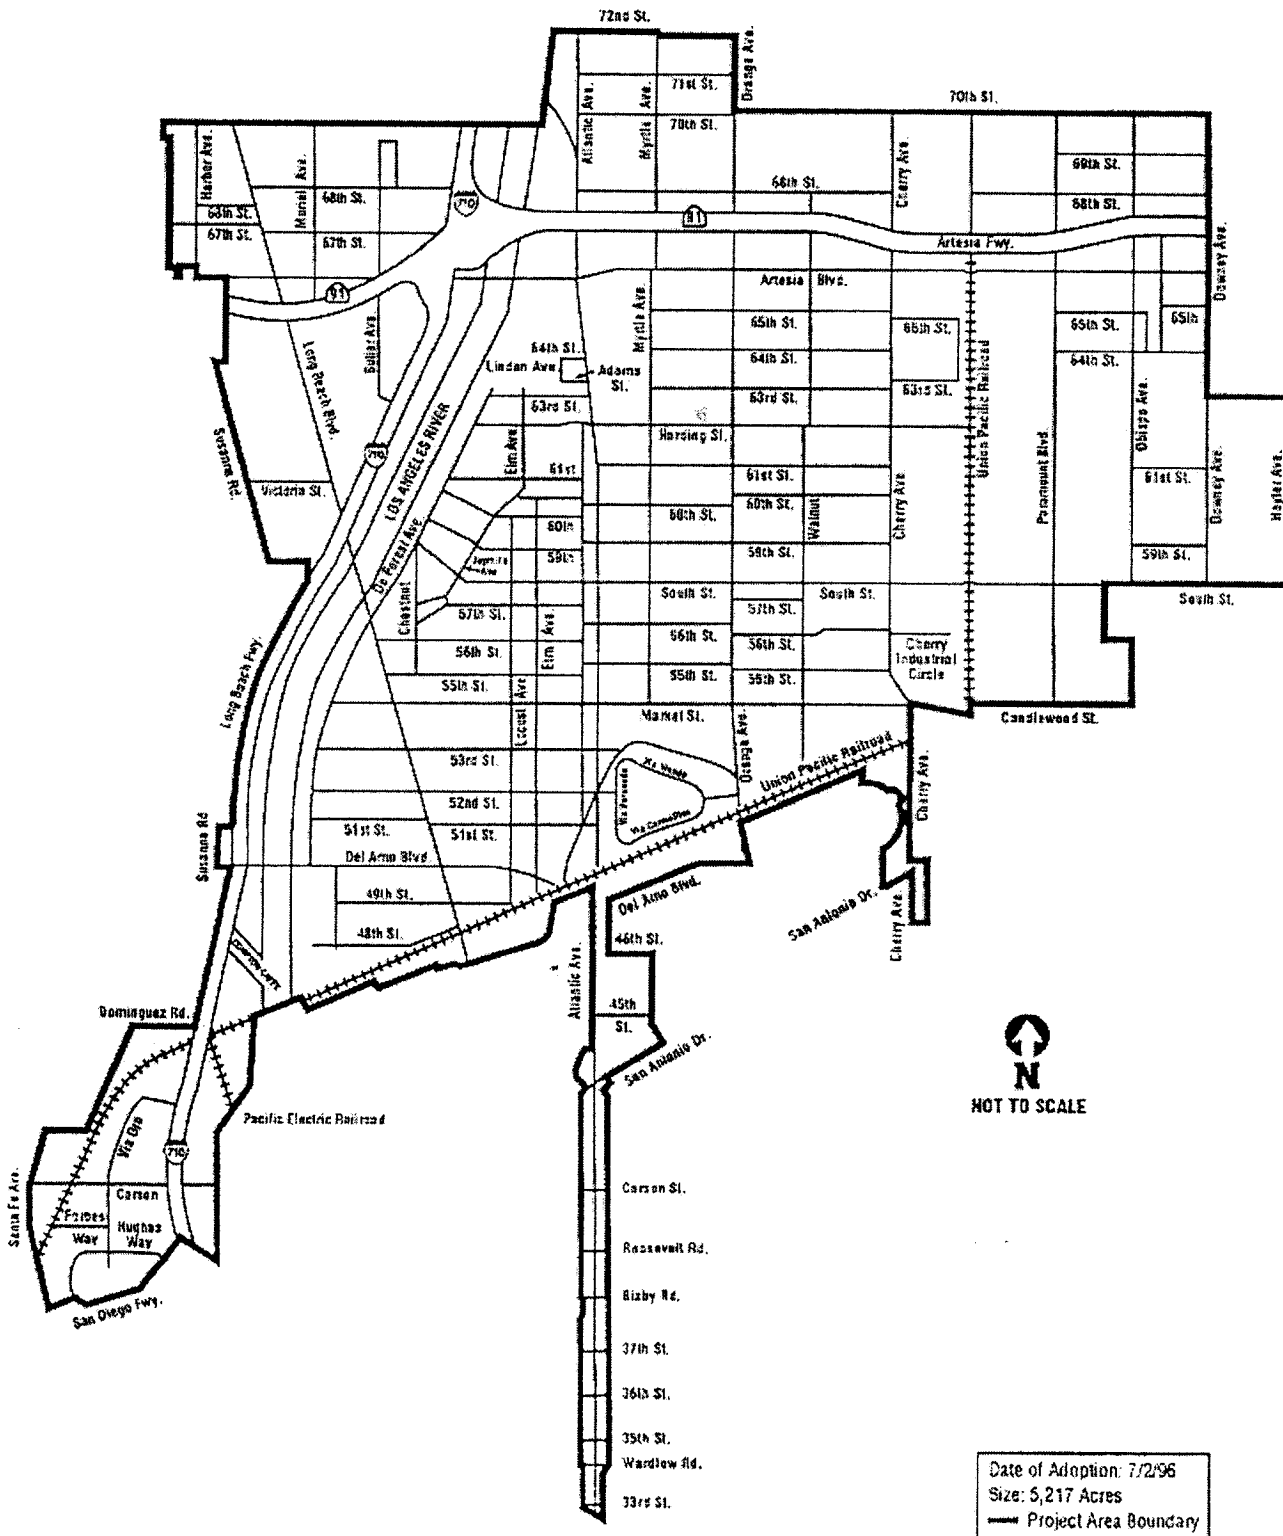 72nd St.
Orange Ave.
71st St.
70th St.
Atlantic Ave.
Myrtle Ave.
70th St.
Harbor Ave.
Muriel Ave.
68th St.
68th St.
67th St.
67th St.
710
68th St.
Cherry Ave.
69th St.
68th St.
91
Artesia Fwy.
Downey Ave.
91
Artesia Blvd.
Long Beach Blvd.
Butler Ave.
Myrtle Ave.
65th St.
65th St.
65th St.
65th
64th St.
Linden Ave.
Adams
St.
64th St.
64th St.
63rd St.
63rd St.
63rd St.
Union Pacific Railroad
Obispo Ave.
Susanna Rd.
710
LOS ANGELES RIVER
Elm Ave.
Harding St.
Victoria St.
61st
61st St.
61st St.
Paramount Blvd.
Downey Ave.
Hayter Ave.
De Forest Ave.
60th
60th St.
60th St.
Walnut
Cherry Ave.
59th
59th St.
59th St.
Chestnut
South St.
South St.
South St.
57th St.
57th St.
Elm Ave.
56th St.
56th St.
56th St.
Cherry
Industrial
Circle
Long Beach Fwy.
55th St.
55th St.
55th St.
Locust Ave
Market St.
Candlewood St.
Orange Ave.
Union Pacific Railroad
53rd St.
Via Wanda
52nd St.
Via Carmelitos
Cherry Ave.
Susanna Rd
51st St.
51st St.
Del Amo Blvd.
49th St.
Del Amo Blvd.
San Antonio Dr.
Cherry Ave.
48th St.
46th St.
COMPTON CREEK
Atlantic Ave.
Dominguez Rd.
45th
St.
San Antonio Dr.
N
NOT TO SCALE
Pacific Electric Railroad
Via Oro
710
Santa Fe Ave.
Carson
Carson St.
Forbes
Way
Hughes
Way
Roosevelt Rd.
San Diego Fwy.
Bixby Rd.
37th St.
36th St.
35th St.
Wardlow Rd.
33rd St.
Date of Adoption: 7/2/96
Size: 5,217 Acres
Project Area Boundary